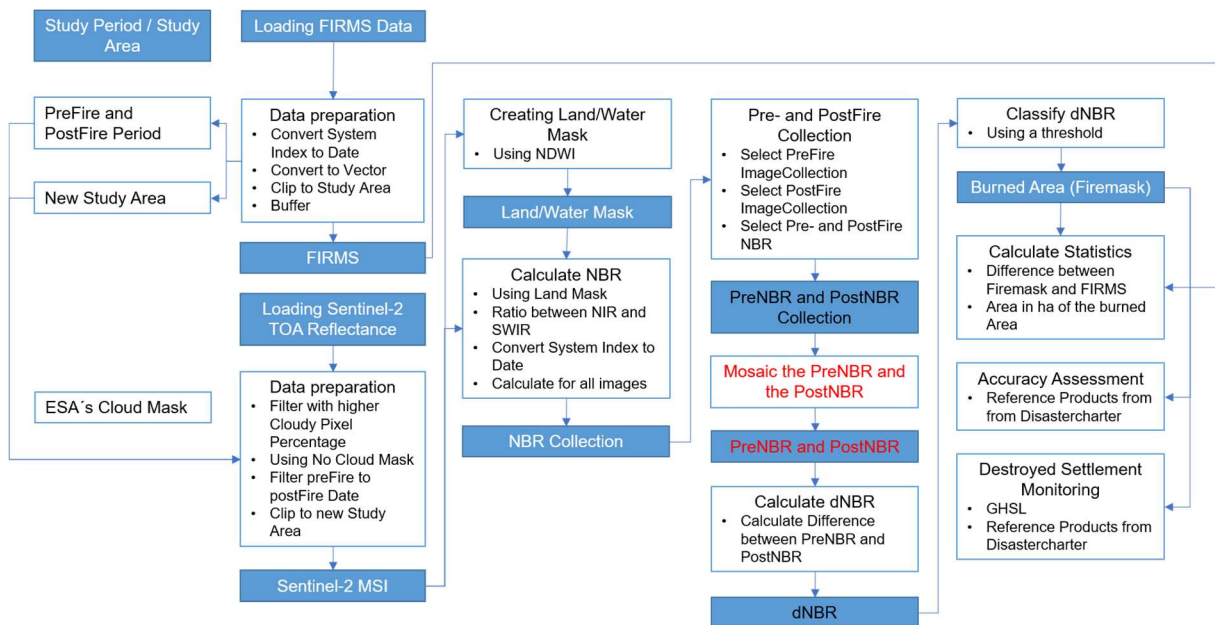 Study Period / Study
Area
Loading FIRMS Data
PreFire and
PostFire Period
New Study Area
Data preparation
• Convert System
Index to Date
• Convert to Vector
• Clip to Study Area
• Buffer
FIRMS
Loading Sentinel-2
TOA Reflectance
ESA´s Cloud Mask
Data preparation
• Filter with higher
Cloudy Pixel
Percentage
• Using No Cloud Mask
• Filter preFire to
postFire Date
• Clip to new Study
Area
Sentinel-2 MSI
Creating Land/Water
Mask
• Using NDWI
Land/Water Mask
Calculate NBR
• Using Land Mask
• Ratio between NIR and
SWIR
• Convert System Index to
Date
• Calculate for all images
NBR Collection
Pre- and PostFire
Collection
• Select PreFire
ImageCollection
• Select PostFire
ImageCollection
• Select Pre- and PostFire
NBR
PreNBR and PostNBR
Collection
Mosaic the PreNBR and
the PostNBR
PreNBR and PostNBR
Calculate dNBR
• Calculate Difference
between PreNBR and
PostNBR
dNBR
Classify dNBR
• Using a threshold
Burned Area (Firemask)
Calculate Statistics
• Difference between
Firemask and FIRMS
• Area in ha of the burned
Area
Accuracy Assessment
• Reference Products from
from Disastercharter
Destroyed Settlement
Monitoring
• GHSL
• Reference Products from
Disastercharter